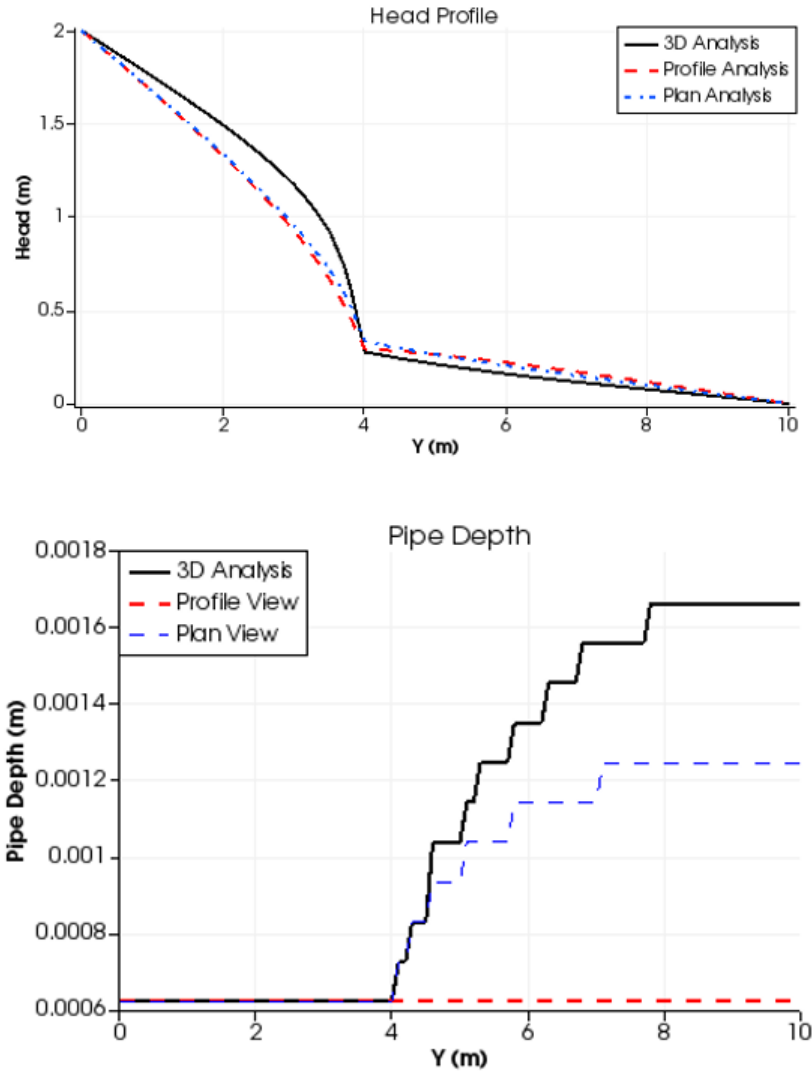 Head Profile
2
1.5
1
0.5
0
Head (m)
3D Analysis
Profile Analysis
Plan Analysis
0 2 4 6 8 10
Y (m)
Pipe Depth
0.0018
0.0016
0.0014
0.0012
0.001
0.0008
0.0006
Pipe Depth (m)
3D Analysis
Profile View
Plan View
0 2 4 6 8 10
Y (m)